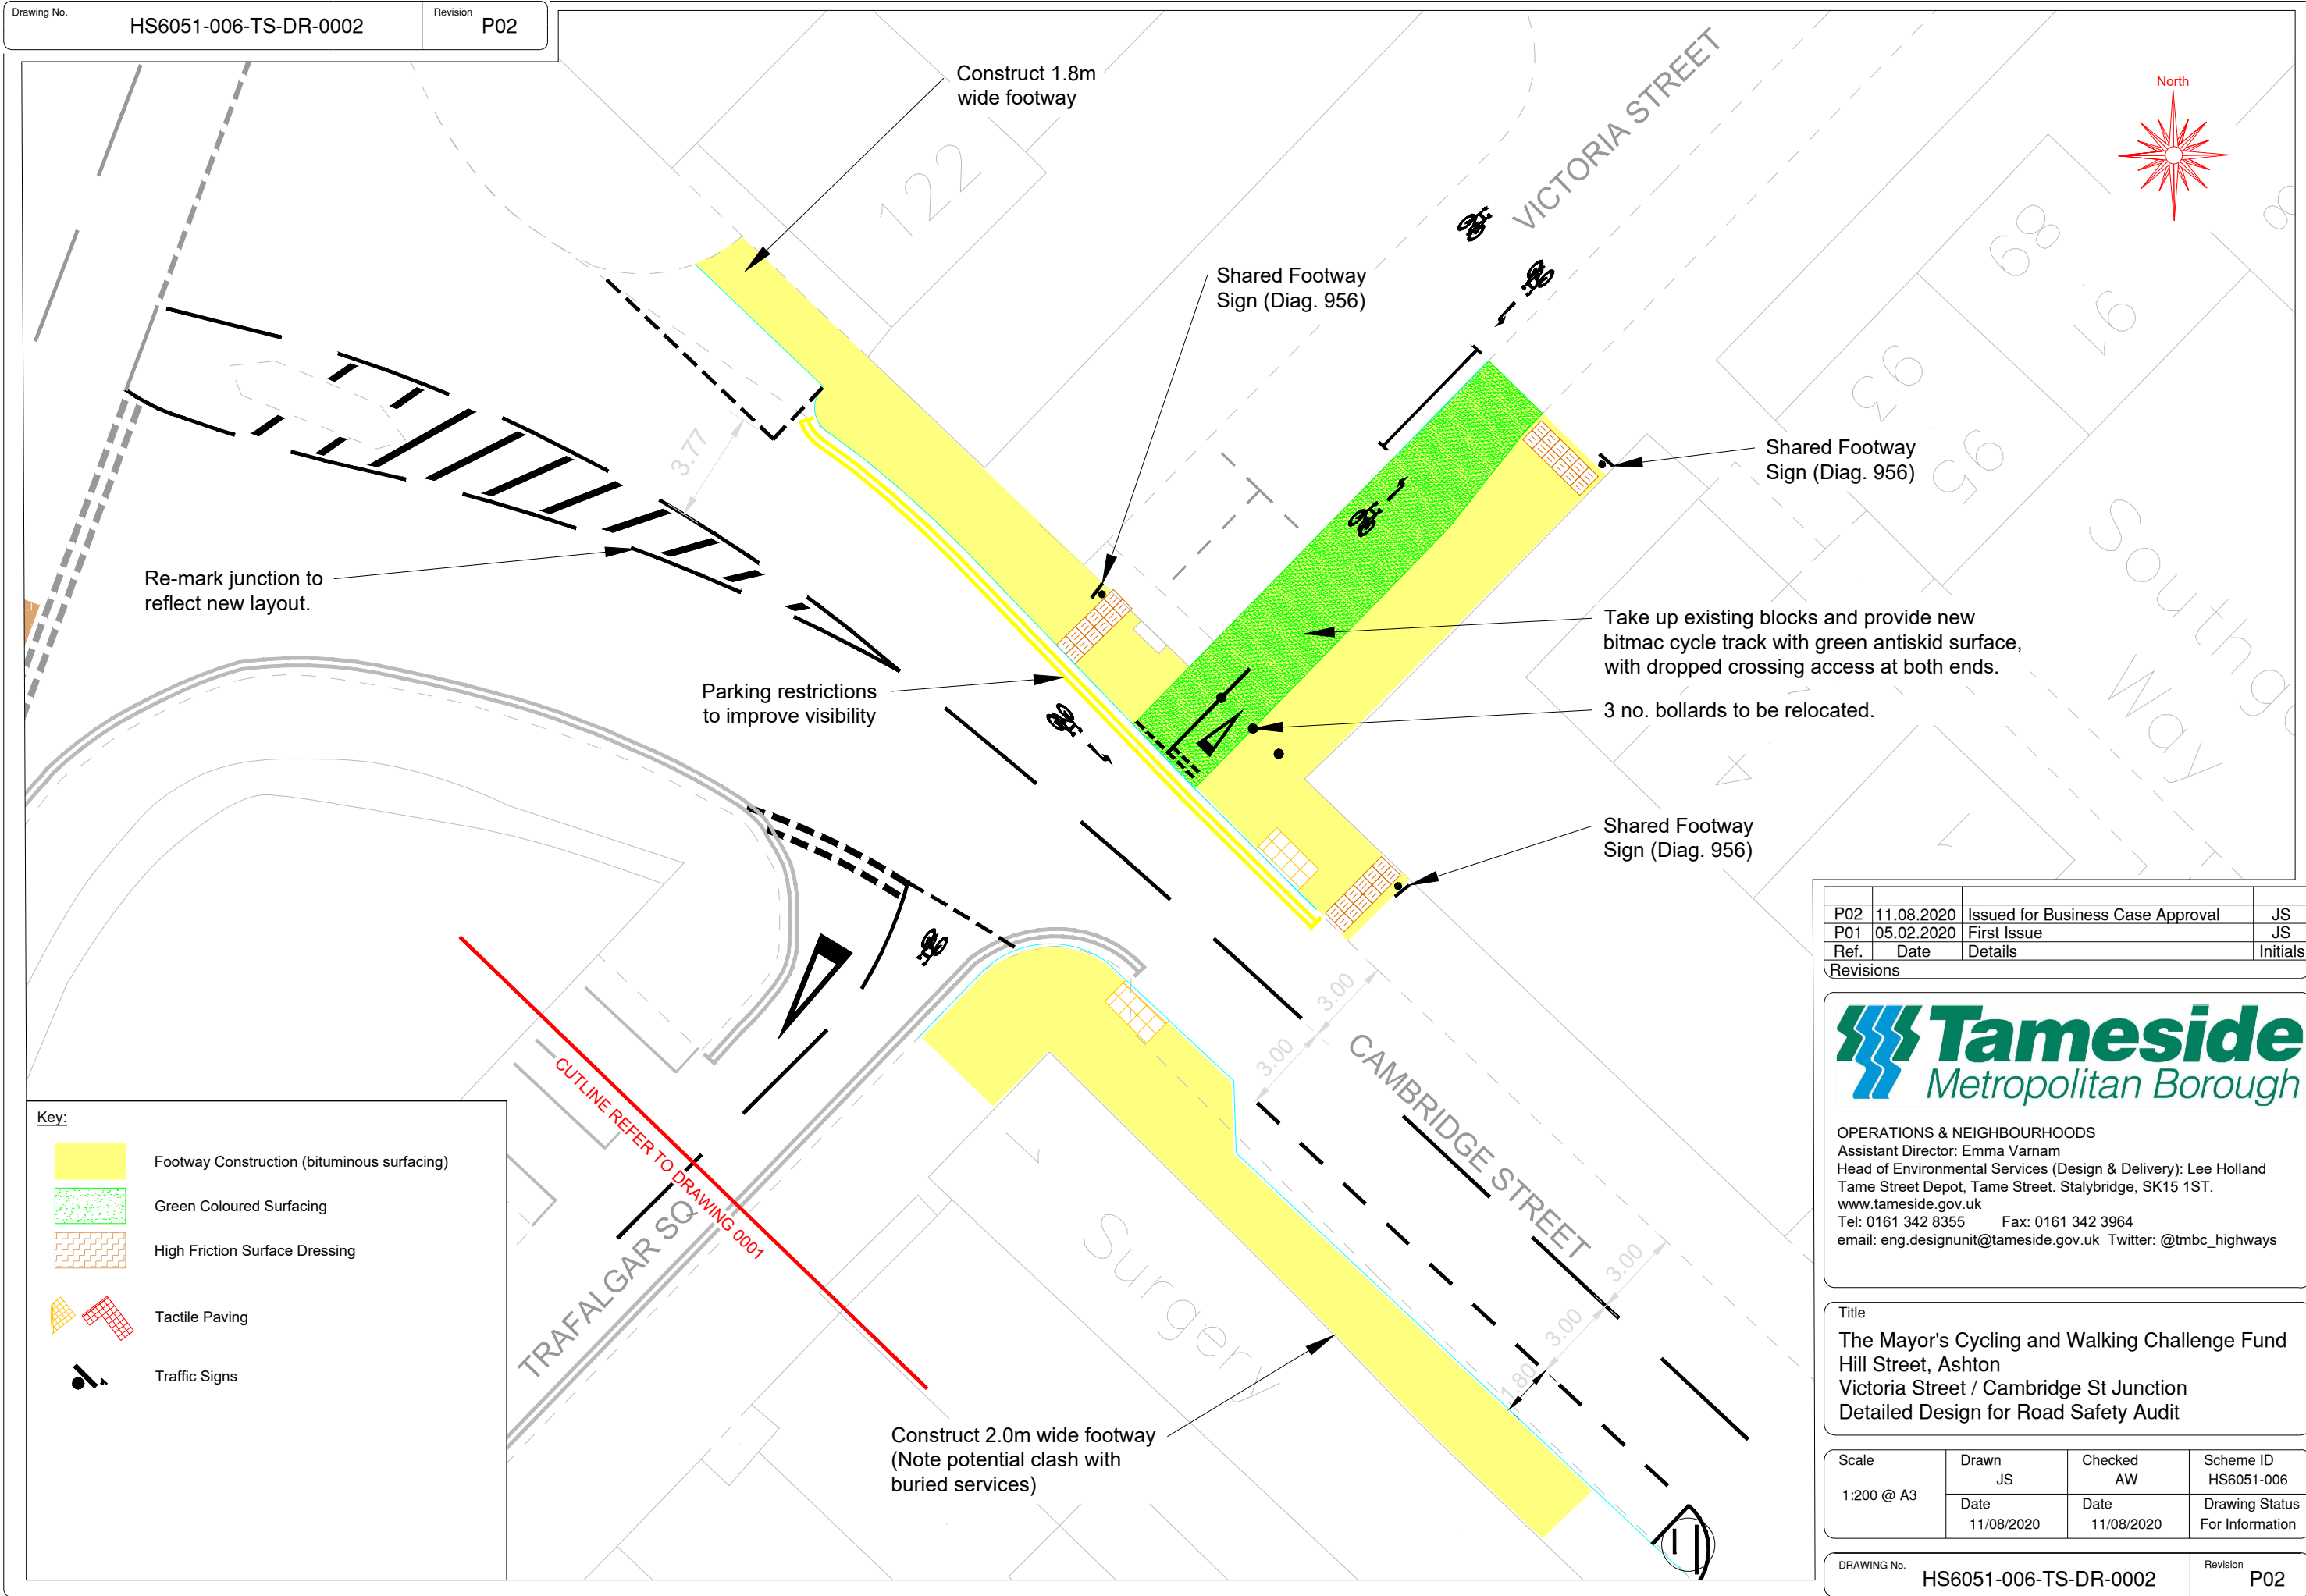 Drawing No.
HS6051-006-TS-DR-0002
Revision
P02
Construct 1.8m
wide footway
VICTORIA STREET
North
122
Shared Footway
Sign (Diag. 956)
89
91
93
95
Shared Footway
Sign (Diag. 956)
3.77
Southgate
Way
Re-mark junction to
reflect new layout.
Take up existing blocks and provide new
bitmac cycle track with green antiskid surface,
with dropped crossing access at both ends.
Parking restrictions
to improve visibility
3 no. bollards to be relocated.
Shared Footway
Sign (Diag. 956)
3.00
3.00
CAMBRIDGE STREET
CUTLINE REFER TO DRAWING 0001
TRAFALGAR SQ
Surgery
3.00
3.00
1.80
Construct 2.0m wide footway
(Note potential clash with
buried services)
Key:
Footway Construction (bituminous surfacing)
Green Coloured Surfacing
High Friction Surface Dressing
Tactile Paving
Traffic Signs
P02 11.08.2020 Issued for Business Case Approval JS
P01 05.02.2020 First Issue JS
Ref. Date Details Initials
Revisions
Tameside
Metropolitan Borough
OPERATIONS & NEIGHBOURHOODS
Assistant Director: Emma Varnam
Head of Environmental Services (Design & Delivery): Lee Holland
Tame Street Depot, Tame Street. Stalybridge, SK15 1ST.
www.tameside.gov.uk
Tel: 0161 342 8355 Fax: 0161 342 3964
email: eng.designunit@tameside.gov.uk Twitter: @tmbc_highways
Title
The Mayor's Cycling and Walking Challenge Fund
Hill Street, Ashton
Victoria Street / Cambridge St Junction
Detailed Design for Road Safety Audit
Scale
1:200 @ A3
Drawn
JS
Checked
AW
Scheme ID
HS6051-006
Date
11/08/2020
Date
11/08/2020
Drawing Status
For Information
DRAWING No.
HS6051-006-TS-DR-0002
Revision
P02